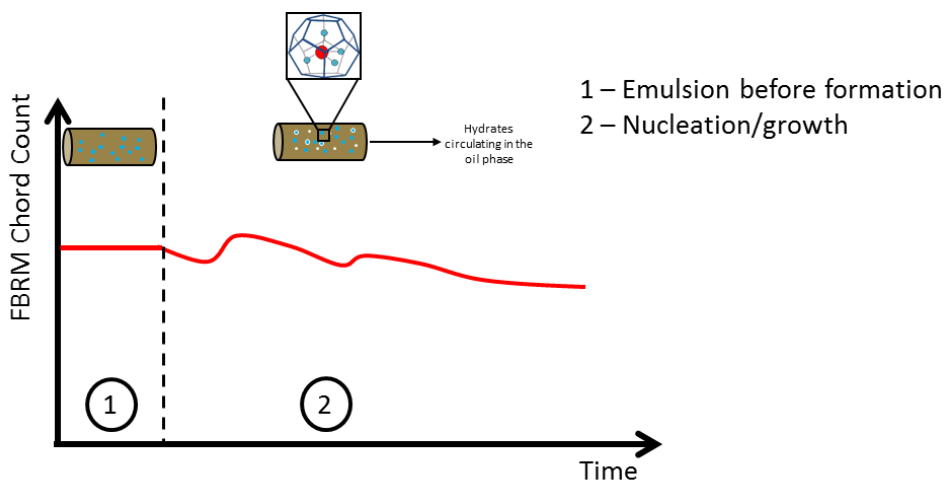 FBRM Chord Count
Hydrates
circulating in the
oil phase
1 – Emulsion before formation
2 – Nucleation/growth
1
2
Time